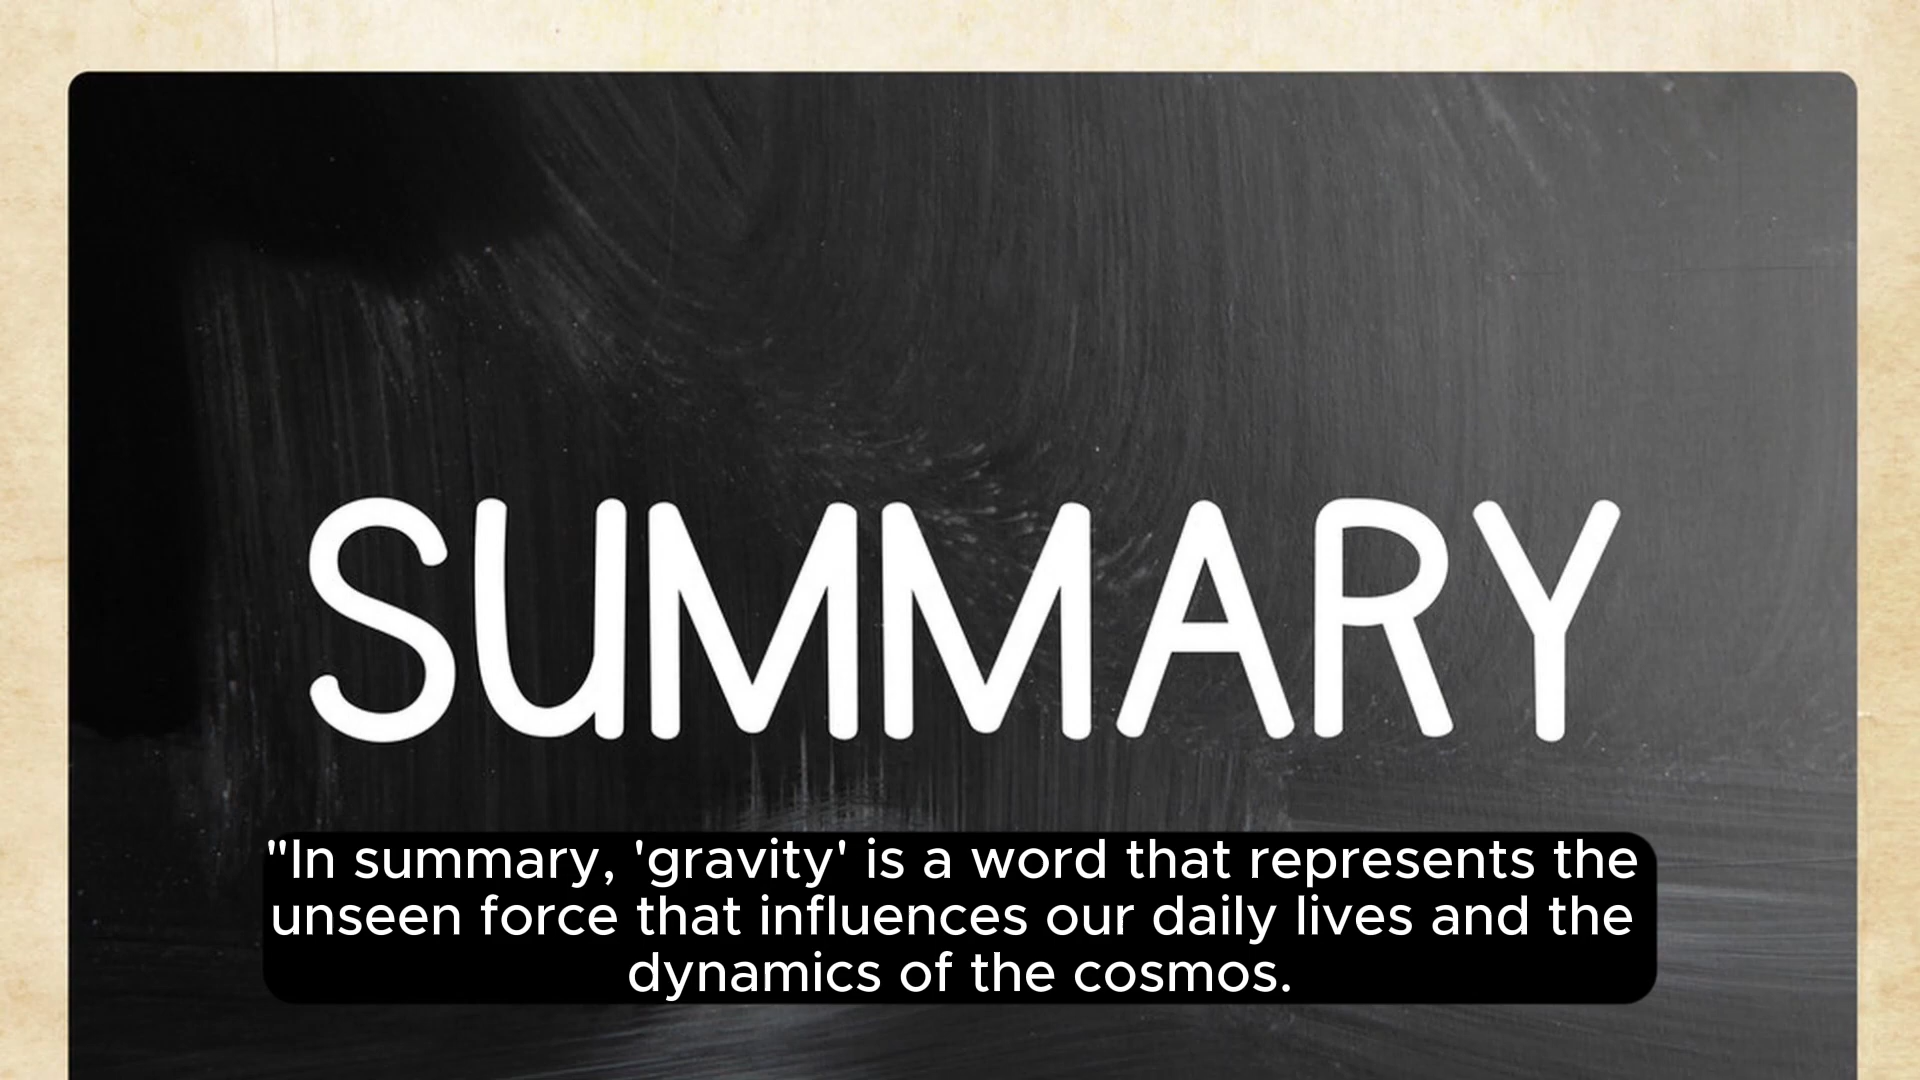 SUMMARY
"In summary, 'gravity' is a word that represents the
unseen force that influences our daily lives and the
dynamics of the cosmos.